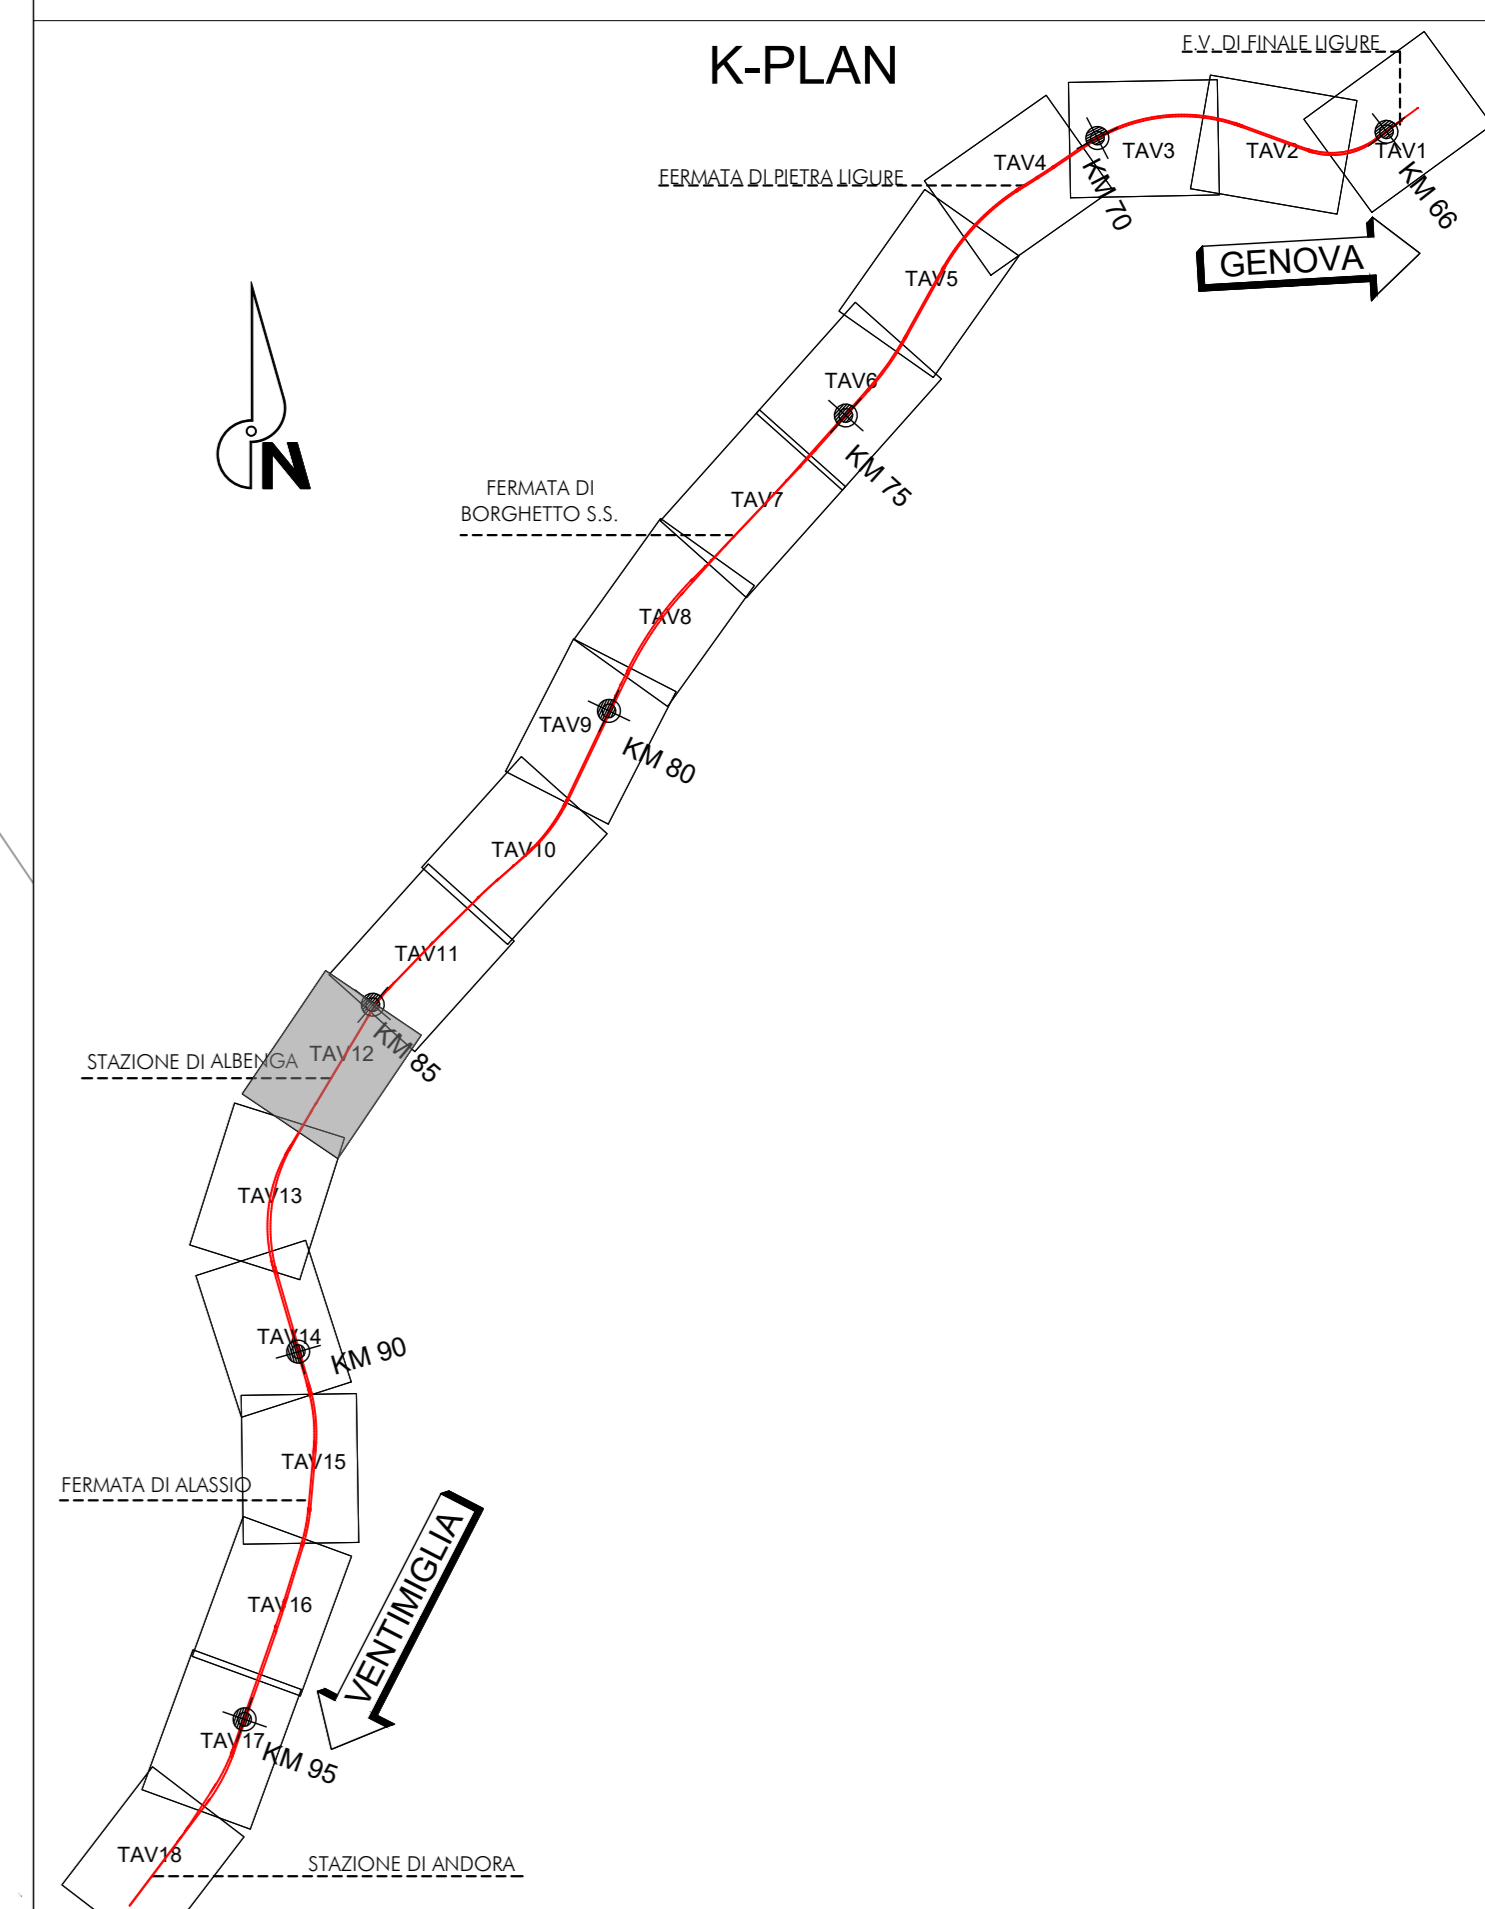 K-PLAN
F.V. DI FINALE LIGURE
TAV1
TAV2
TAV3
TAV4
KM 66
KM 70
FERMATA DI PIETRA LIGURE
GENOVA
TAV5
TAV6
KM 75
N
FERMATA DI
BORGHETTO S.S.
TAV7
TAV8
TAV9
KM 80
TAV10
TAV11
KM 85
TAV12
STAZIONE DI ALBENGA
TAV13
TAV14
KM 90
TAV15
FERMATA DI ALASSIO
VENTIMIGLIA
TAV16
TAV17
KM 95
TAV18
STAZIONE DI ANDORA